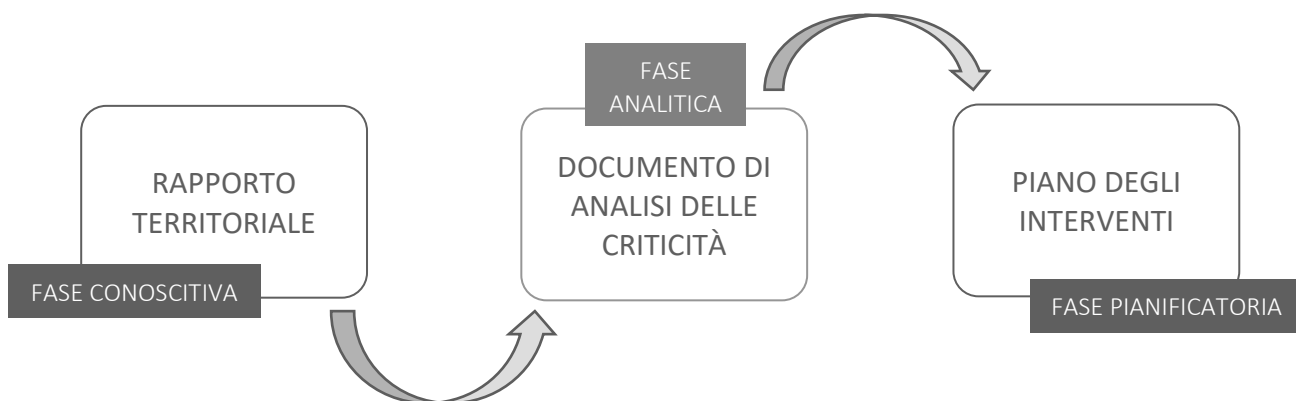 RAPPORTO
TERRITORIALE
FASE CONOSCITIVA
FASE
ANALITICA
DOCUMENTO DI
ANALISI DELLE
CRITICITÀ
PIANO DEGLI
INTERVENTI
FASE PIANIFICATORIA